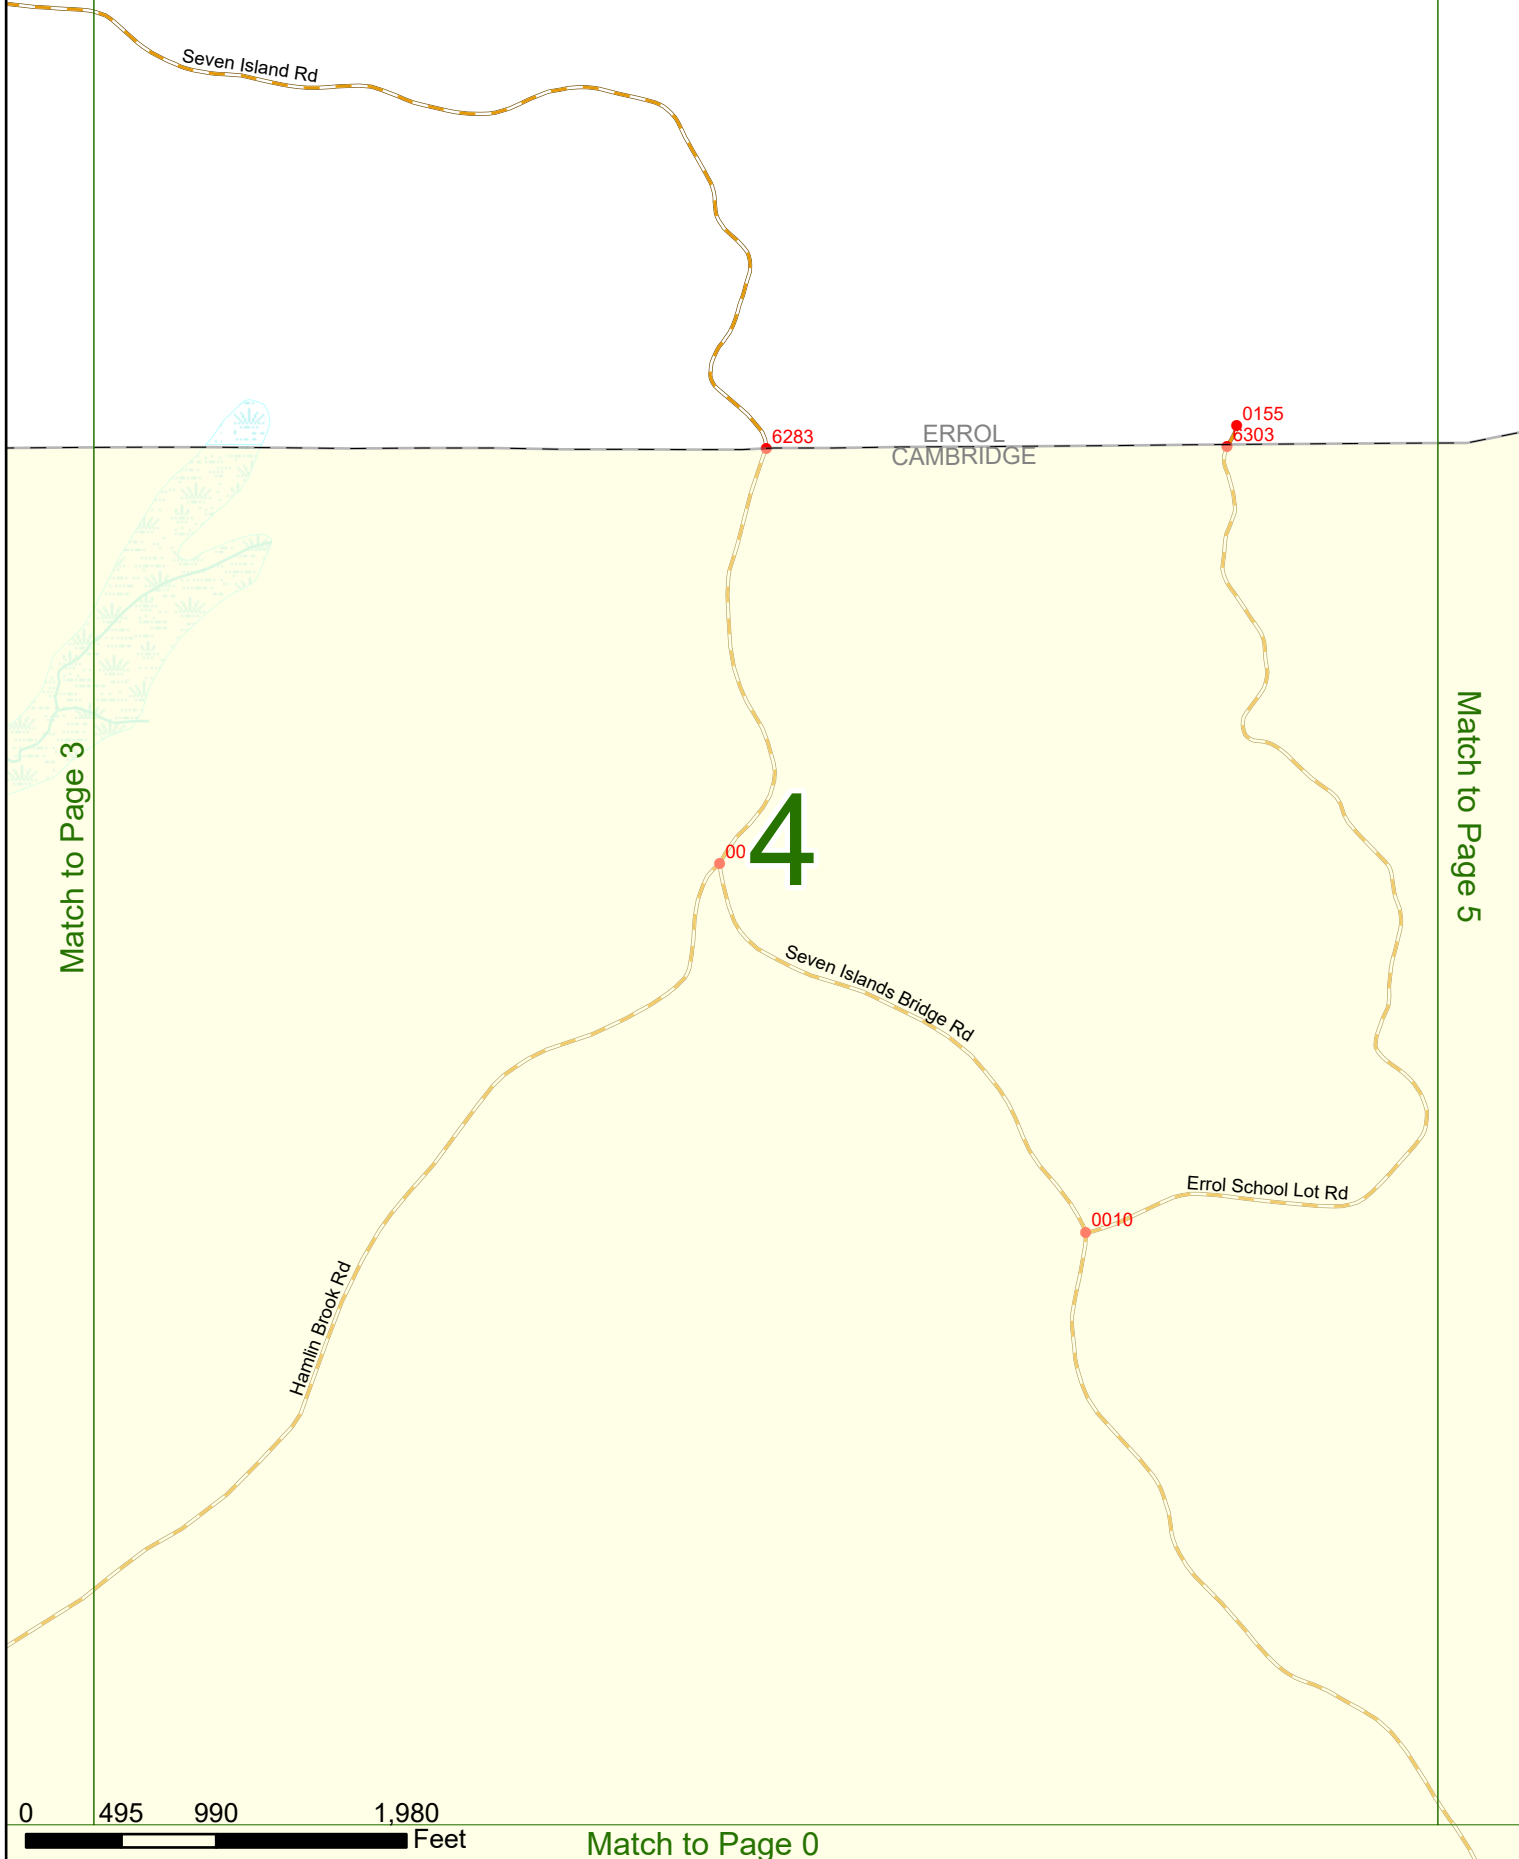 Seven Island Rd
0155
6283
ERROL
6303
CAMBRIDGE
Match to Page 3
Match to Page 5
00
4
Seven Islands Bridge Rd
Errol School Lot Rd
0010
Hamlin Brook Rd
0 495 990 1,980
Feet
Match to Page 0